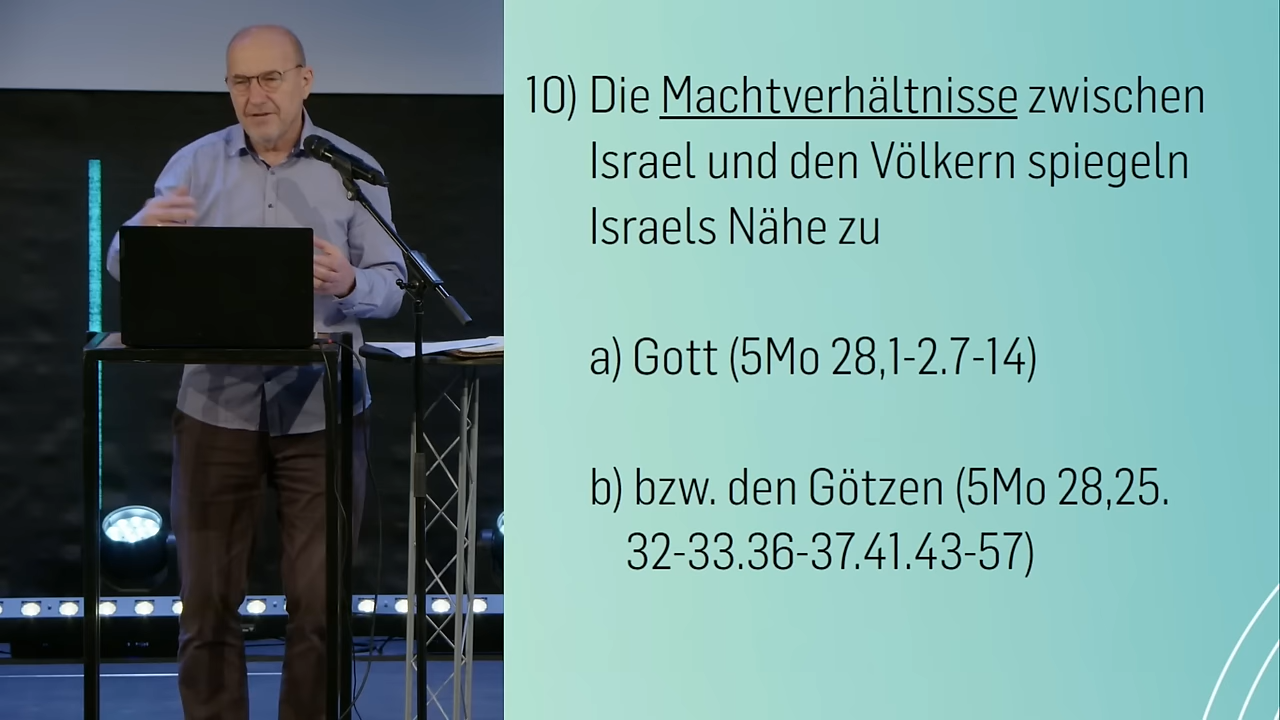 10) Die Machtverhältnisse zwischen
Israel und den Völkern spiegeln
Israels Nähe zu
a) Gott (5Mo 28,1-2.7-14)
b) bzw. den Götzen (5Mo 28,25.
32-33.36-37.41.43-57)